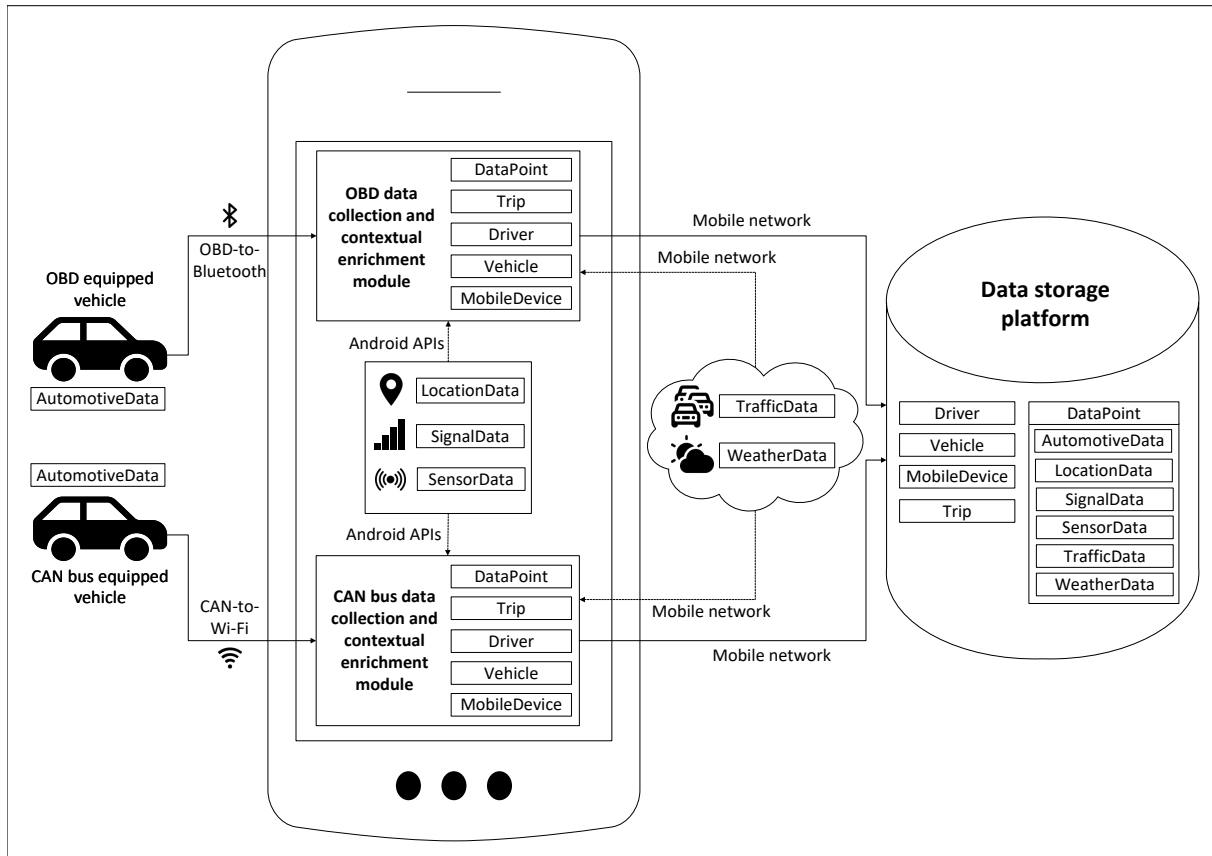 OBD equipped
vehicle
AutomotiveData
AutomotiveData
CAN bus equipped
vehicle
OBD-to-
Bluetooth
CAN-to-
Wi-Fi
OBD data
collection and
contextual
enrichment
module
DataPoint
Trip
Driver
Vehicle
MobileDevice
Android APIs
LocationData
SignalData
SensorData
Android APIs
CAN bus data
collection and
contextual
enrichment
module
DataPoint
Trip
Driver
Vehicle
MobileDevice
Mobile network
Mobile network
TrafficData
WeatherData
Mobile network
Mobile network
Data storage
platform
Driver
Vehicle
MobileDevice
Trip
DataPoint
AutomotiveData
LocationData
SignalData
SensorData
TrafficData
WeatherData